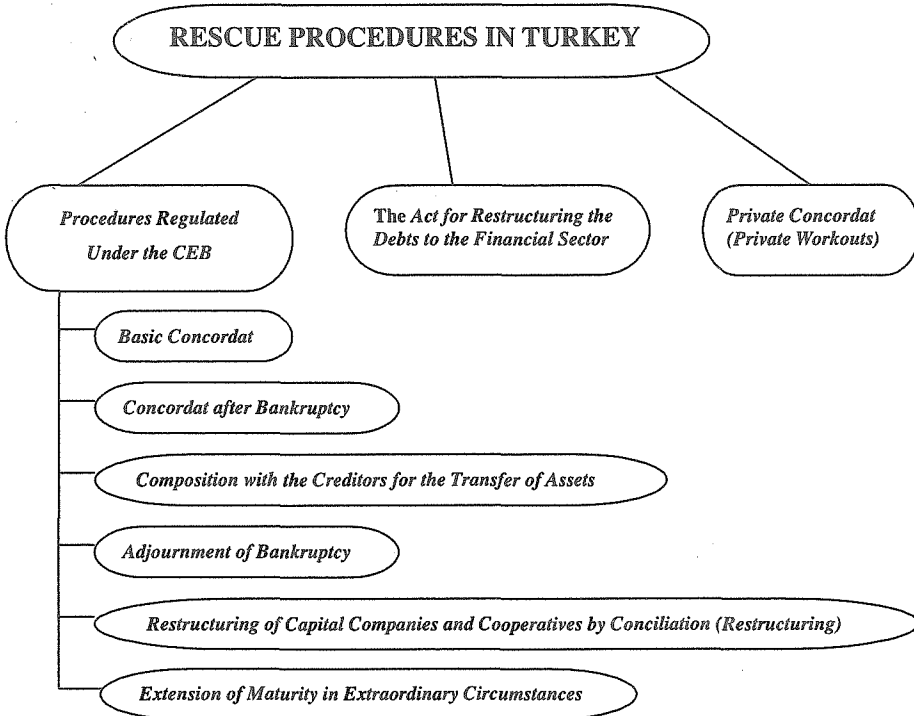 RESCUE PROCEDURES IN TURKEY
Procedures Regulated
Under the CEB
The Act for Restructuring the
Debts to the Financial Sector
Private Concordat
(Private Workouts)
Basic Concordat
Concordat after Bankruptcy
Composition with the Creditors for the Transfer of Assets
Adjournment of Bankruptcy
Restructuring of Capital Companies and Cooperatives by Conciliation (Restructuring)
Extension of Maturity in Extraordinary Circumstances